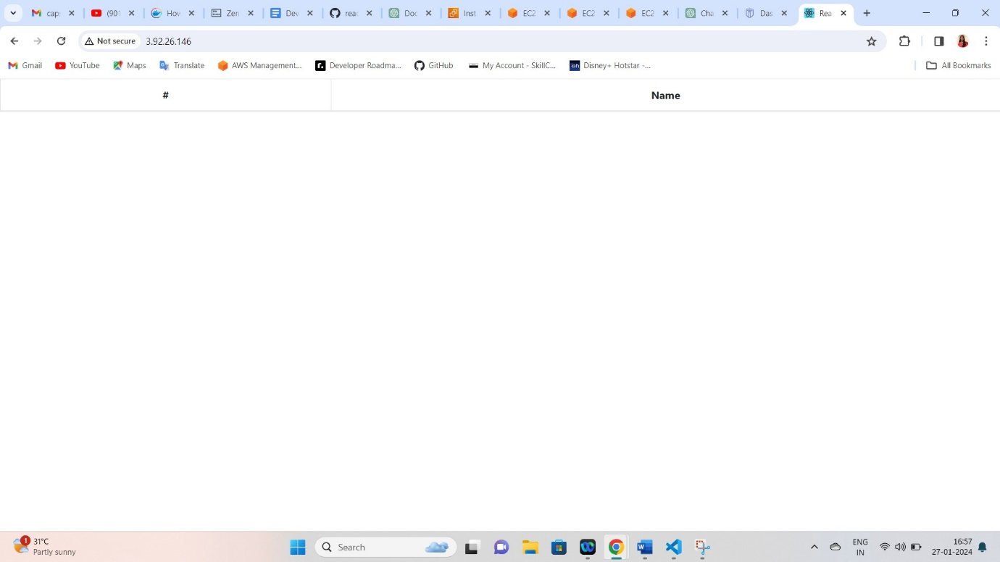 cap
(901
How
Zen
Dev
reac
Doc
Inst
EC2
EC2
EC2
Cha
Das
Rea
Not secure 3.92.26.146
Gmail YouTube Maps Translate AWS Management... Developer Roadma... GitHub My Account - SkillC... Disney+ Hotstar -... All Bookmarks
# Name
1 31°C
Partly sunny
Search
ENG
IN
16:57
27-01-2024